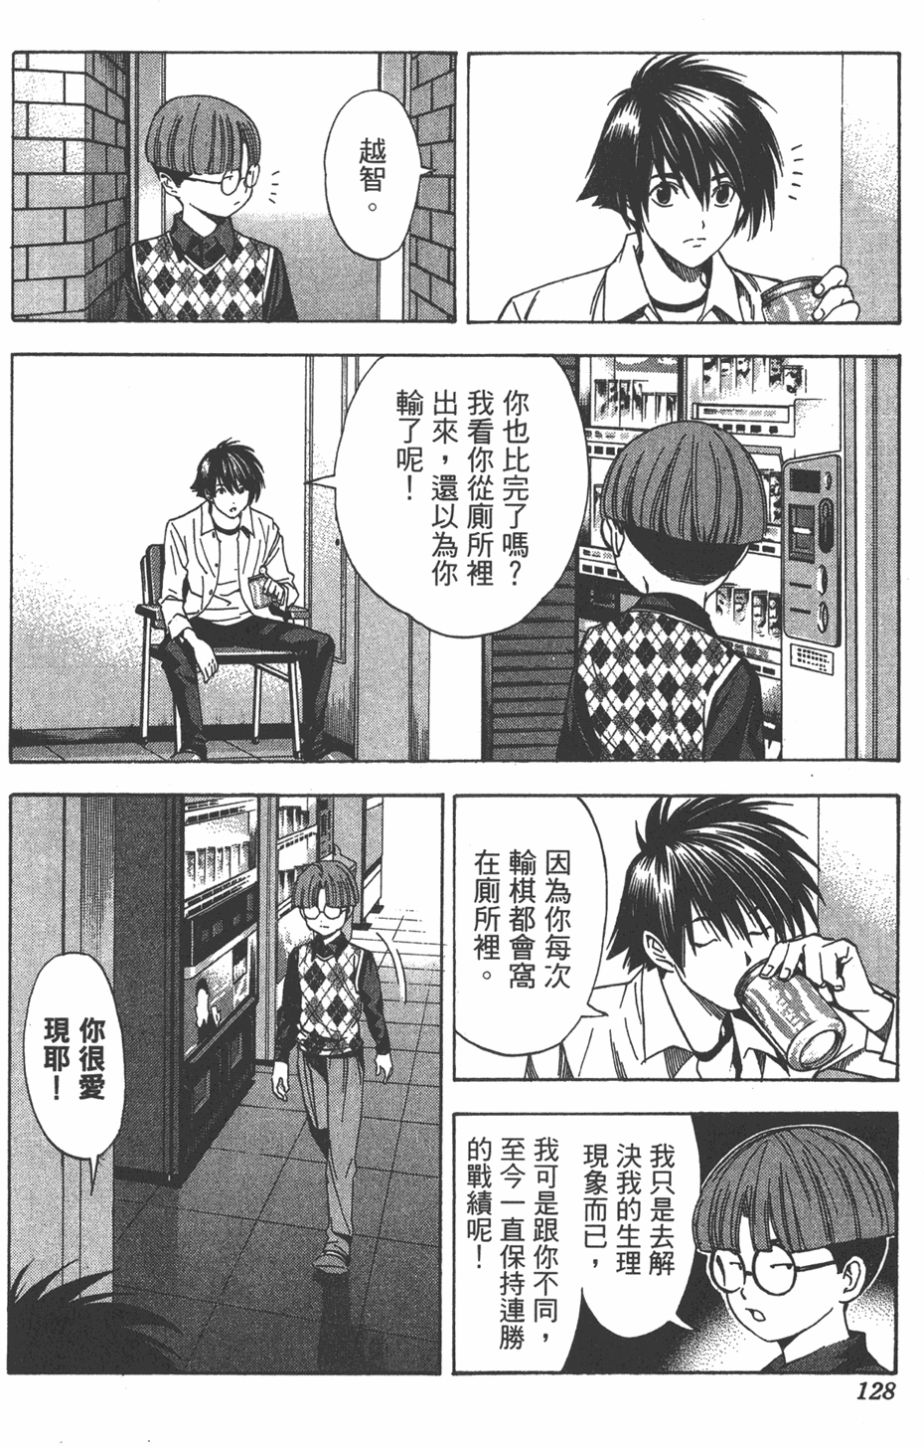 越智。
你也比完了嗎？
我看你從廁所裡
出來，還以為你
輸了呢！
因為你每次
輸棋都會窩
在廁所裡。
我只是去解
決我的生理
現象而已，
我可是跟你不同，
至今一直保持連勝
的戰績呢！
你很愛
現耶！
128